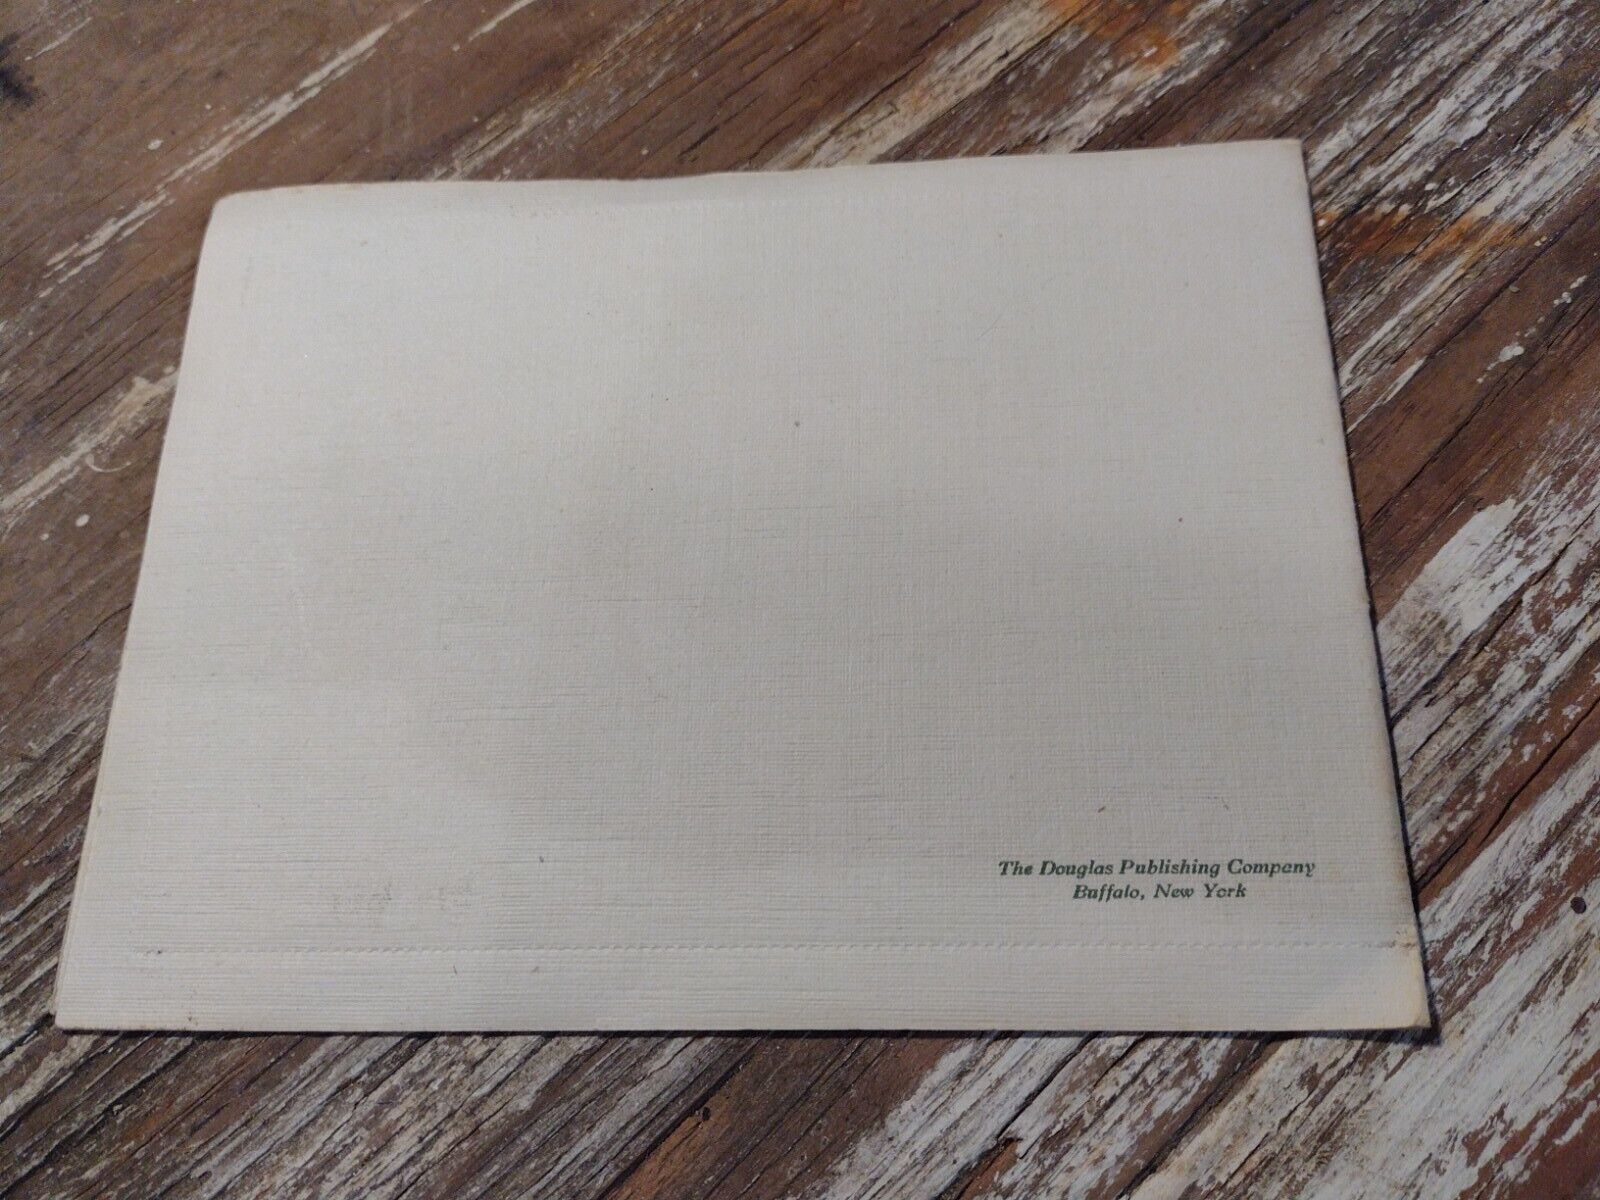 The Douglas Publishing Company
Buffalo, New York